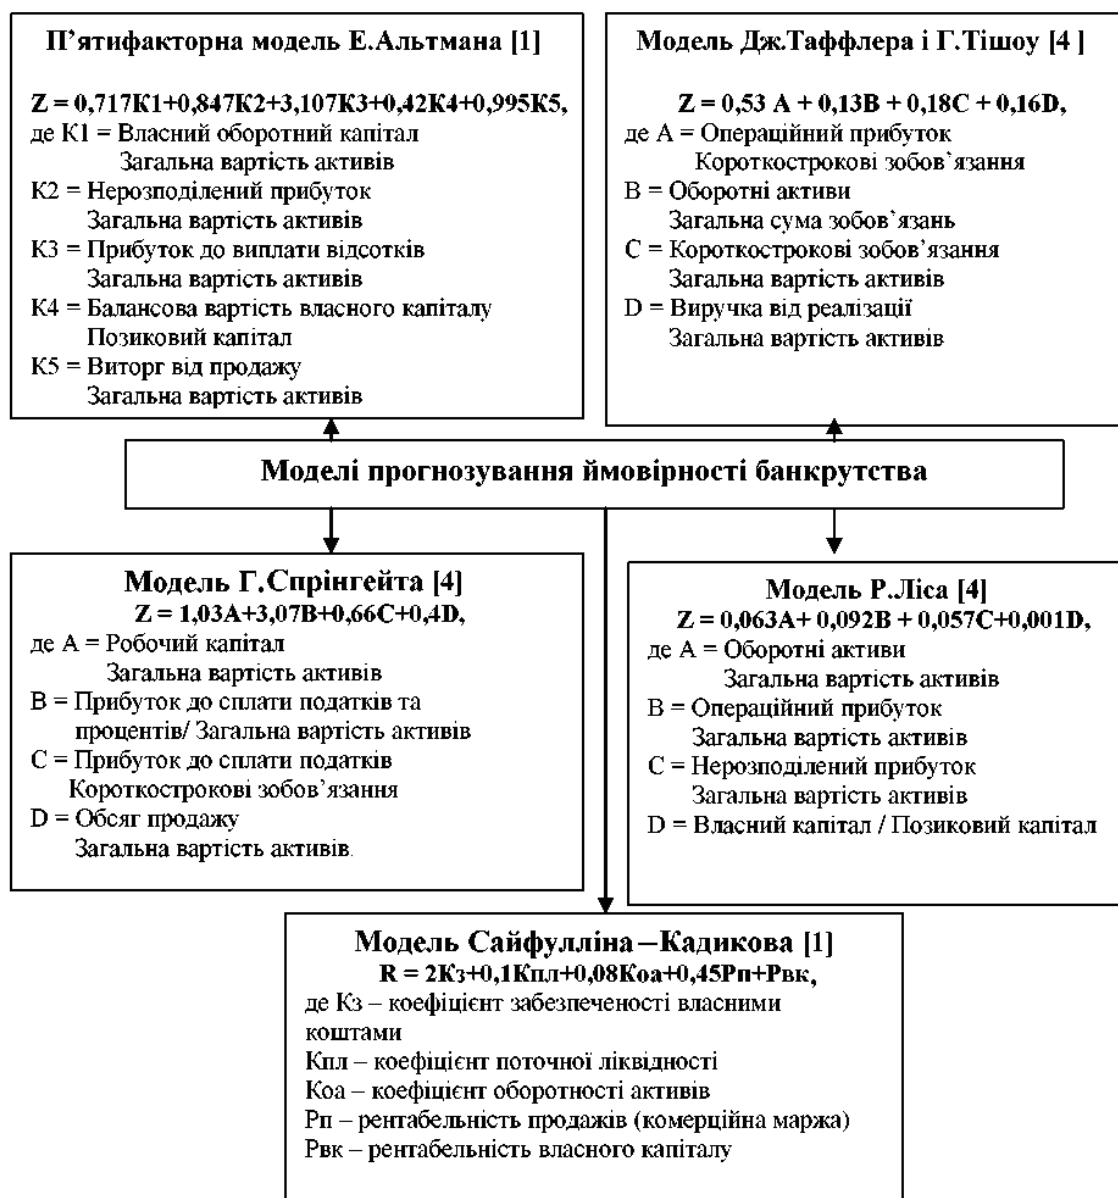 П’ятифакторна модель Е.Альтмана [1]
Z = 0,717К1+0,847К2+3,107К3+0,42К4+0,995К5,
де К1 = Власний оборотний капітал
Загальна вартість активів
К2 = Нерозподілений прибуток
Загальна вартість активів
К3 = Прибуток до виплати відсотків
Загальна вартість активів
К4 = Балансова вартість власного капіталу
Позиковий капітал
К5 = Виторг від продажу
Загальна вартість активів
Модель Дж.Таффлера і Г.Тішоу [4 ]
Z = 0,53 A + 0,13B + 0,18C + 0,16D,
де А = Операційний прибуток
Короткострокові зобов’язання
В = Оборотні активи
Загальна сума зобов’язань
С = Короткострокові зобов’язання
Загальна вартість активів
D = Виручка від реалізації
Загальна вартість активів
Моделі прогнозування ймовірності банкрутства
Модель Г.Спрінгейта [4]
Z = 1,03A+3,07B+0,66C+0,4D,
де А = Робочий капітал
Загальна вартість активів
В = Прибуток до сплати податків та
процентів/ Загальна вартість активів
С = Прибуток до сплати податків
Короткострокові зобов’язання
D = Обсяг продажу
Загальна вартість активів.
Модель Р.Ліса [4]
Z = 0,063A+ 0,092B + 0,057C+0,001D,
де А = Оборотні активи
Загальна вартість активів
В = Операційний прибуток
Загальна вартість активів
С = Нерозподілений прибуток
Загальна вартість активів
D = Власний капітал / Позиковий капітал
Модель Сайфулліна–Кадикова [1]
R = 2Кз+0,1Кпл+0,08Коа+0,45Рп+Рвк,
де Кз – коефіцієнт забезпеченості власними
коштами
Кпл – коефіцієнт поточної ліквідності
Коа – коефіцієнт оборотності активів
Рп – рентабельність продажів (комерційна маржа)
Рвк – рентабельність власного капіталу